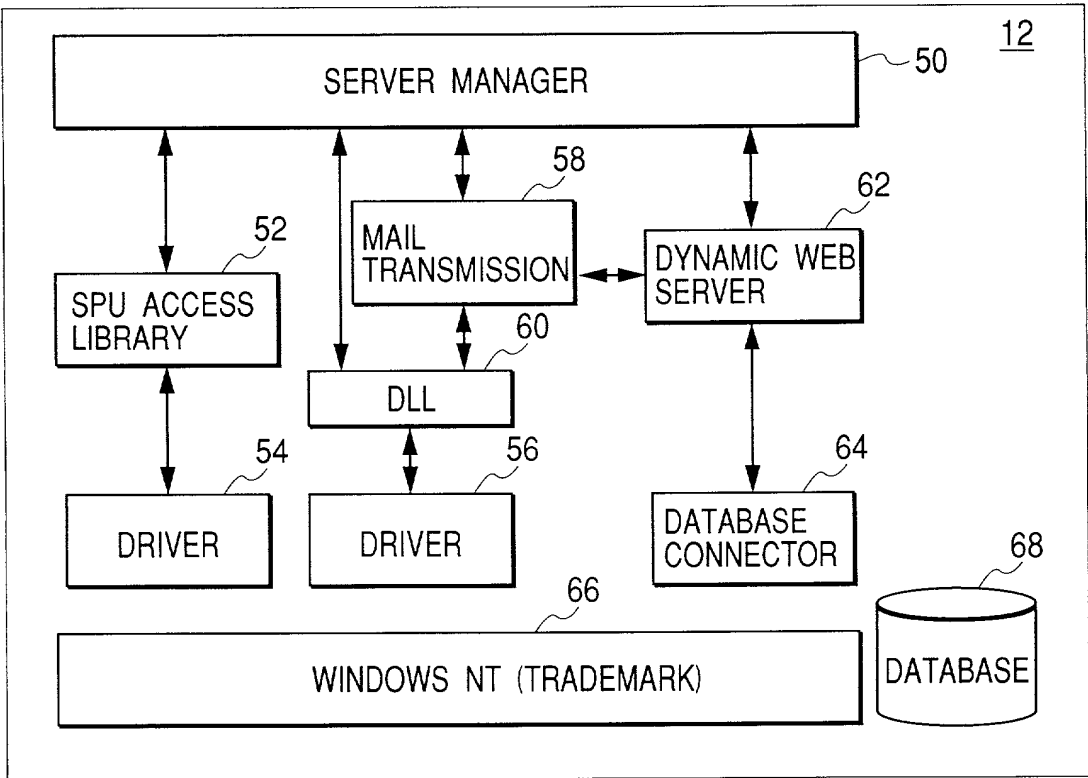 12
50
SERVER MANAGER
58
62
52
MAIL
TRANSMISSION
DYNAMIC WEB
SERVER
SPU ACCESS
LIBRARY
60
DLL
54
56
64
DRIVER
DRIVER
DATABASE
CONNECTOR
68
66
WINDOWS NT (TRADEMARK)
DATABASE